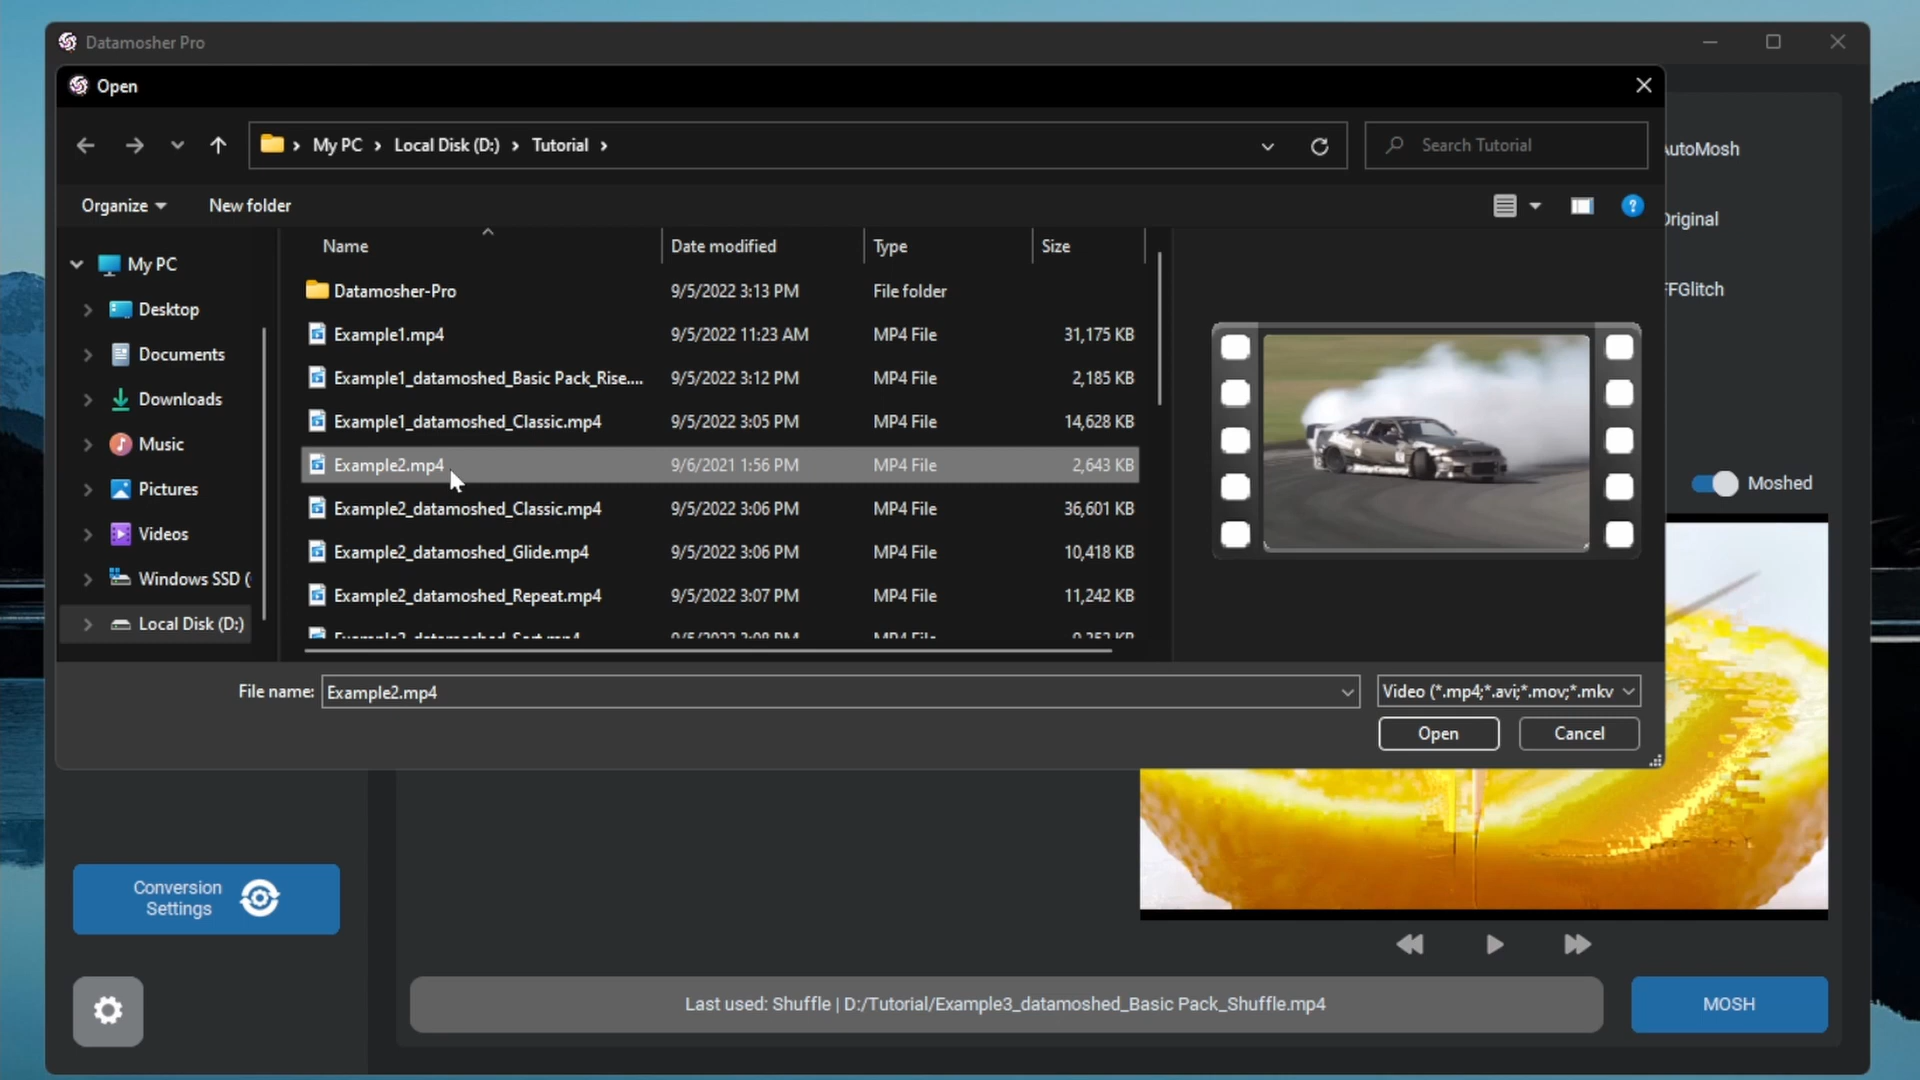 Datamosher Pro
Open
My PC
Local Disk (D:)
Tutorial
Search Tutorial
Organize
New folder
Name
Date modified
Type
Size
My PC
Desktop
Documents
Downloads
Music
Pictures
Videos
Windows SSD (
Local Disk (D:)
Datamosher-Pro 9/5/2022 3:13 PM File folder
Example1.mp4 9/5/2022 11:23 AM MP4 File 31,175 KB
Example1_datamoshed_Basic Pack_Rise.... 9/5/2022 3:12 PM MP4 File 2,185 KB
Example1_datamoshed_Classic.mp4 9/5/2022 3:05 PM MP4 File 14,628 KB
Example2.mp4 9/6/2021 1:56 PM MP4 File 2,643 KB
Example2_datamoshed_Classic.mp4 9/5/2022 3:06 PM MP4 File 36,601 KB
Example2_datamoshed_Glide.mp4 9/5/2022 3:06 PM MP4 File 10,418 KB
Example2_datamoshed_Repeat.mp4 9/5/2022 3:07 PM MP4 File 11,242 KB
File name: Example2.mp4
Video (*.mp4;*.avi;*.mov;*.mkv
Open
Cancel
AutoMosh
Original
FFGlitch
Moshed
Conversion
Settings
Last used: Shuffle | D:/Tutorial/Example3_datamoshed_Basic Pack_Shuffle.mp4
MOSH